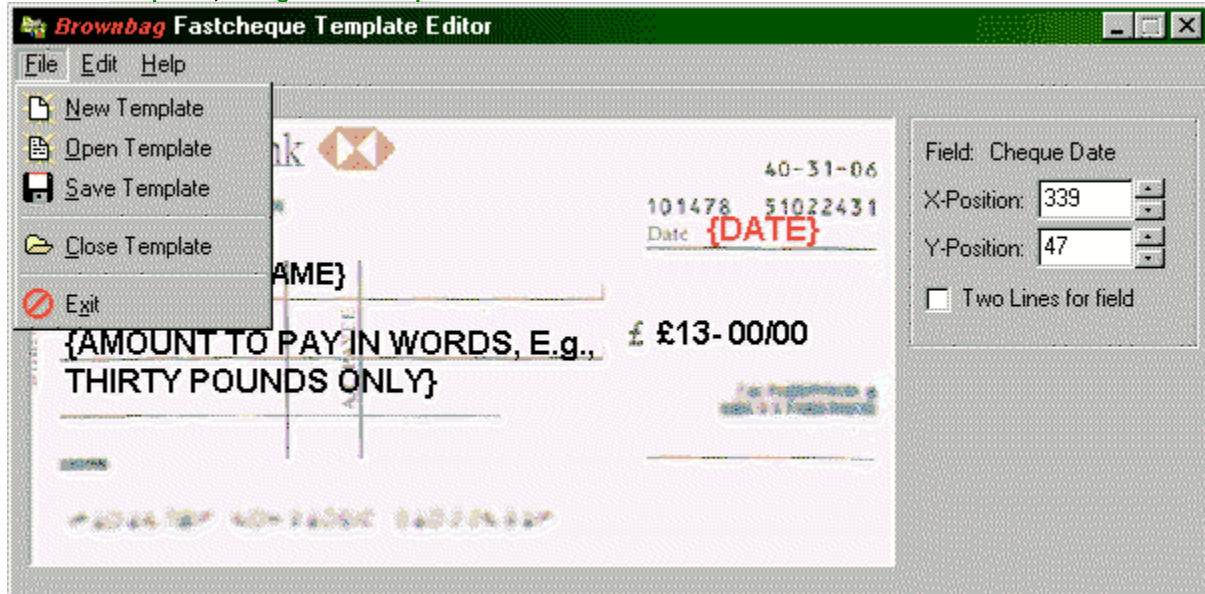 Brownbag Fastcheque Template Editor
File Edit Help
New Template
Open Template
Save Template
Close Template
Exit
nk
40-31-06
101478 51022431
Date {DATE}
AME}
{AMOUNT TO PAY IN WORDS, E.g.,
THIRTY POUNDS ONLY}
£ £13-00/00
Field: Cheque Date
X-Position: 339
Y-Position: 47
Two Lines for field